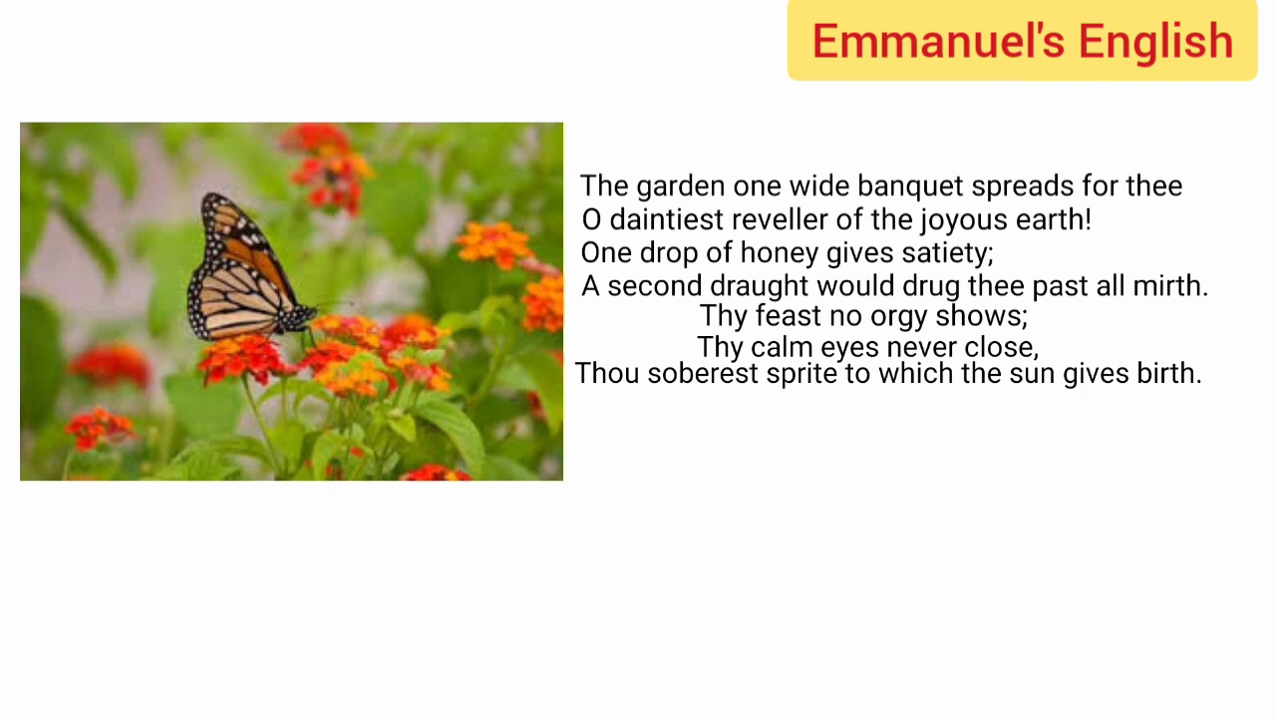 Emmanuel's English
The garden one wide banquet spreads for thee
O daintiest reveller of the joyous earth!
One drop of honey gives satiety;
A second draught would drug thee past all mirth.
Thy feast no orgy shows;
Thy calm eyes never close,
Thou soberest sprite to which the sun gives birth.